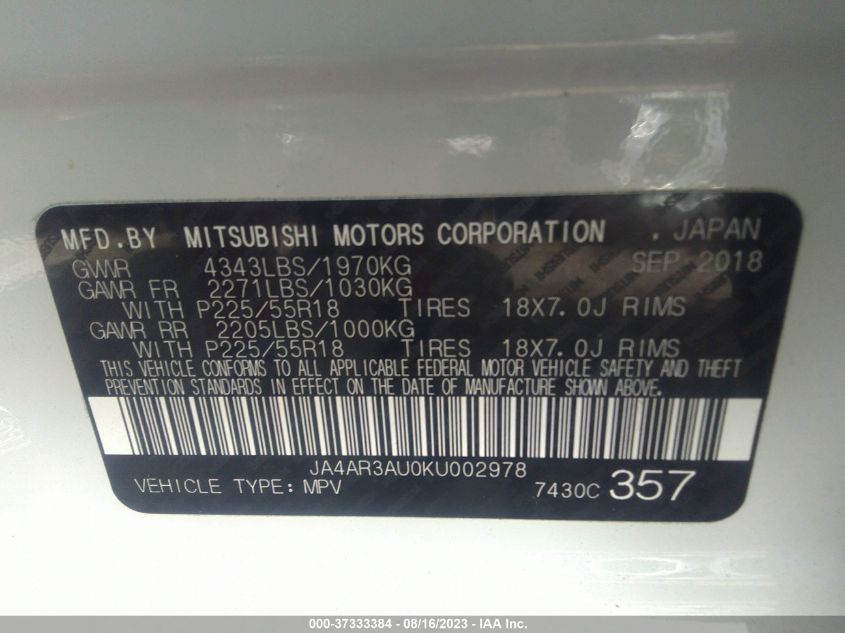 MFD.BY MITSUBISHI MOTORS CORPORATION , JAPAN
GVWR 4343LBS/1970KG SEP 2018
GAWR FR 2271LBS/1030KG
WITH P225/55R18 TIRES 18X7.0J RIMS
GAWR RR 2205LBS/1000KG
WITH P225/55R18 TIRES 18X7.0J RIMS
THIS VEHICLE CONFORMS TO ALL APPLICABLE FEDERAL MOTOR VEHICLE SAFETY AND THEFT
PREVENTION STANDARDS IN EFFECT ON THE DATE OF MANUFACTURE SHOWN ABOVE.
JA4AR3AU0KU002978
VEHICLE TYPE: MPV 7430C 357
000-37333384 - 08/16/2023 - IAA Inc.